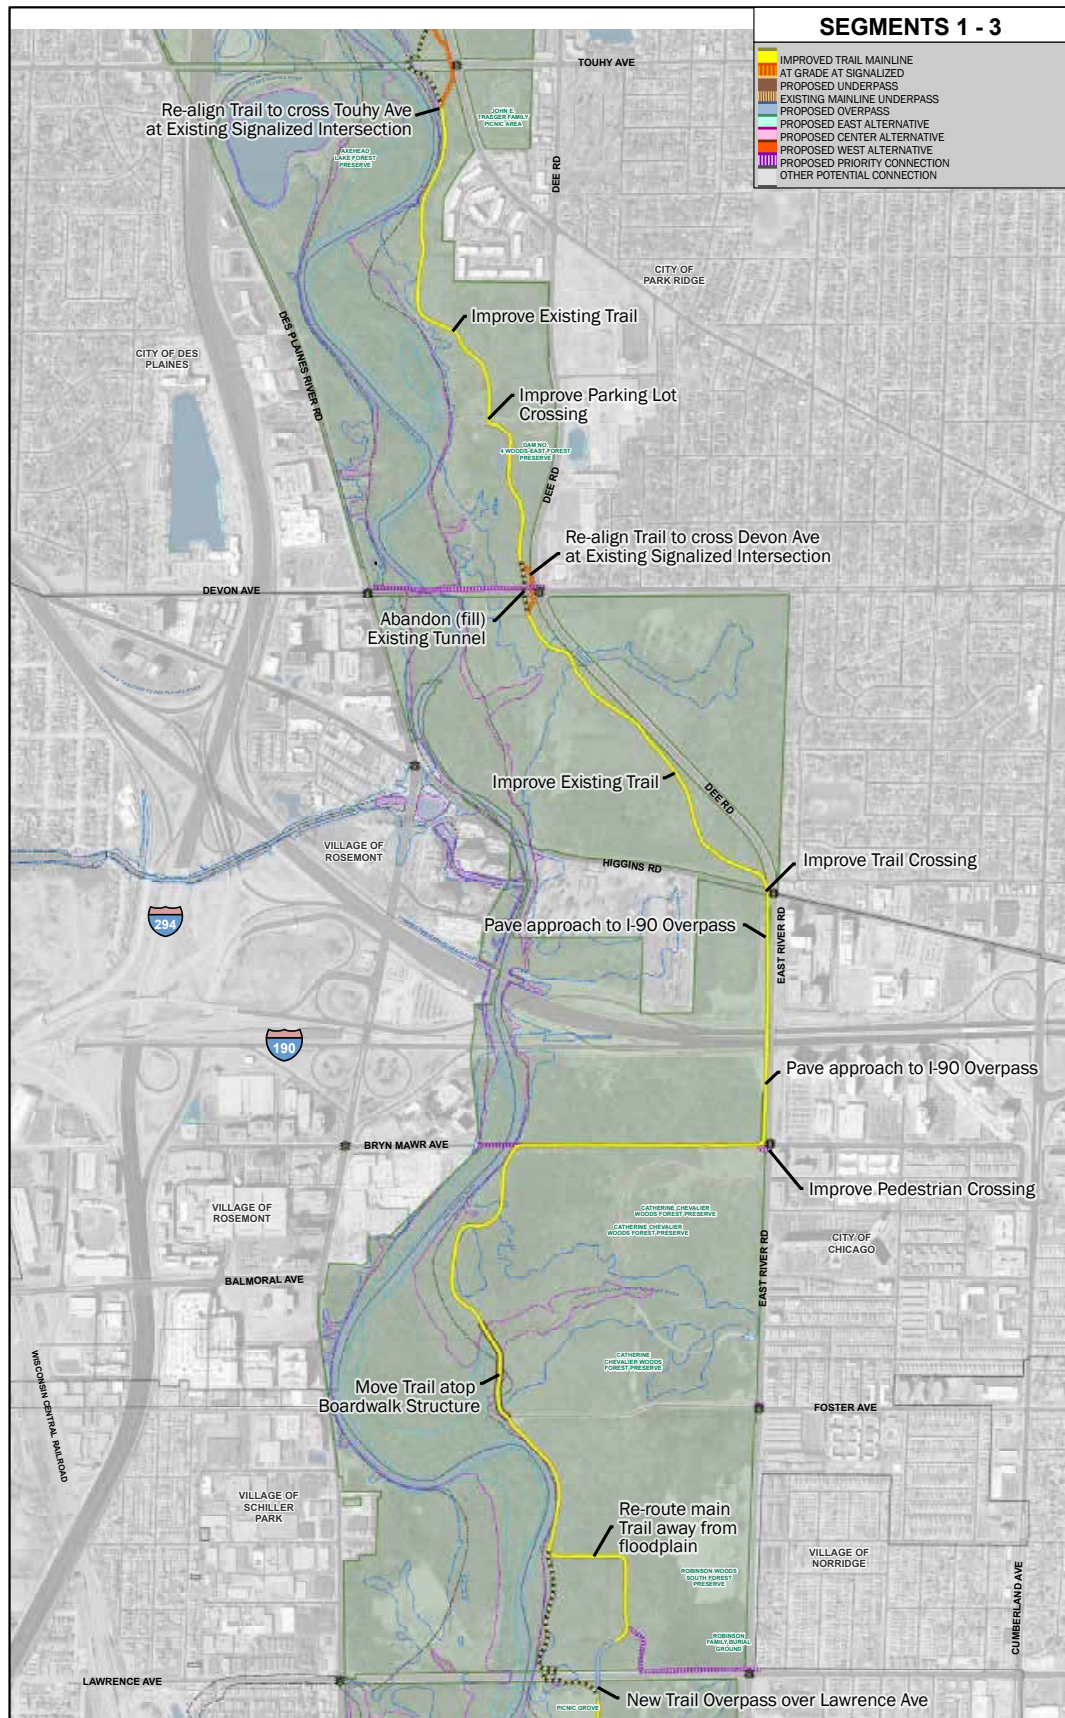 SEGMENTS 1 - 3
IMPROVED TRAIL MAINLINE
AT GRADE AT SIGNALIZED
PROPOSED UNDERPASS
EXISTING MAINLINE UNDERPASS
PROPOSED OVERPASS
PROPOSED EAST ALTERNATIVE
PROPOSED CENTER ALTERNATIVE
PROPOSED WEST ALTERNATIVE
PROPOSED PRIORITY CONNECTION
OTHER POTENTIAL CONNECTION
TOUHY AVE
Re-align Trail to cross Touhy Ave
at Existing Signalized Intersection
JOHN E.
TRAEGER FAMILY
PICNIC AREA
AXEHEAD
LAKE FOREST
PRESERVE
DEE RD
CITY OF
PARK RIDGE
DES PLAINES RIVER RD
Improve Existing Trail
CITY OF DES
PLAINES
Improve Parking Lot
Crossing
DAM NO.
4 WOODS-EAST FOREST
PRESERVE
DEE RD
Re-align Trail to cross Devon Ave
at Existing Signalized Intersection
DEVON AVE
Abandon (fill)
Existing Tunnel
Improve Existing Trail
DEE RD
VILLAGE OF
ROSEMONT
HIGGINS RD
Improve Trail Crossing
294
Pave approach to I-90 Overpass
EAST RIVER RD
190
Pave approach to I-90 Overpass
BRYN MAWR AVE
Improve Pedestrian Crossing
VILLAGE OF
ROSEMONT
CATHERINE CHEVALIER
WOODS FOREST PRESERVE
CATHERINE CHEVALIER
WOODS FOREST PRESERVE
CITY OF
CHICAGO
EAST RIVER RD
BALMORAL AVE
WISCONSIN CENTRAL RAILROAD
CATHERINE
CHEVALIER WOODS
FOREST PRESERVE
Move Trail atop
Boardwalk Structure
FOSTER AVE
VILLAGE OF
SCHILLER
PARK
Re-route main
Trail away from
floodplain
VILLAGE OF
NORRIDGE
ROBINSON WOODS
SOUTH FOREST
PRESERVE
CUMBERLAND AVE
ROBINSON
FAMILY BURIAL
GROUND
LAWRENCE AVE
New Trail Overpass over Lawrence Ave
PICNIC GROVE